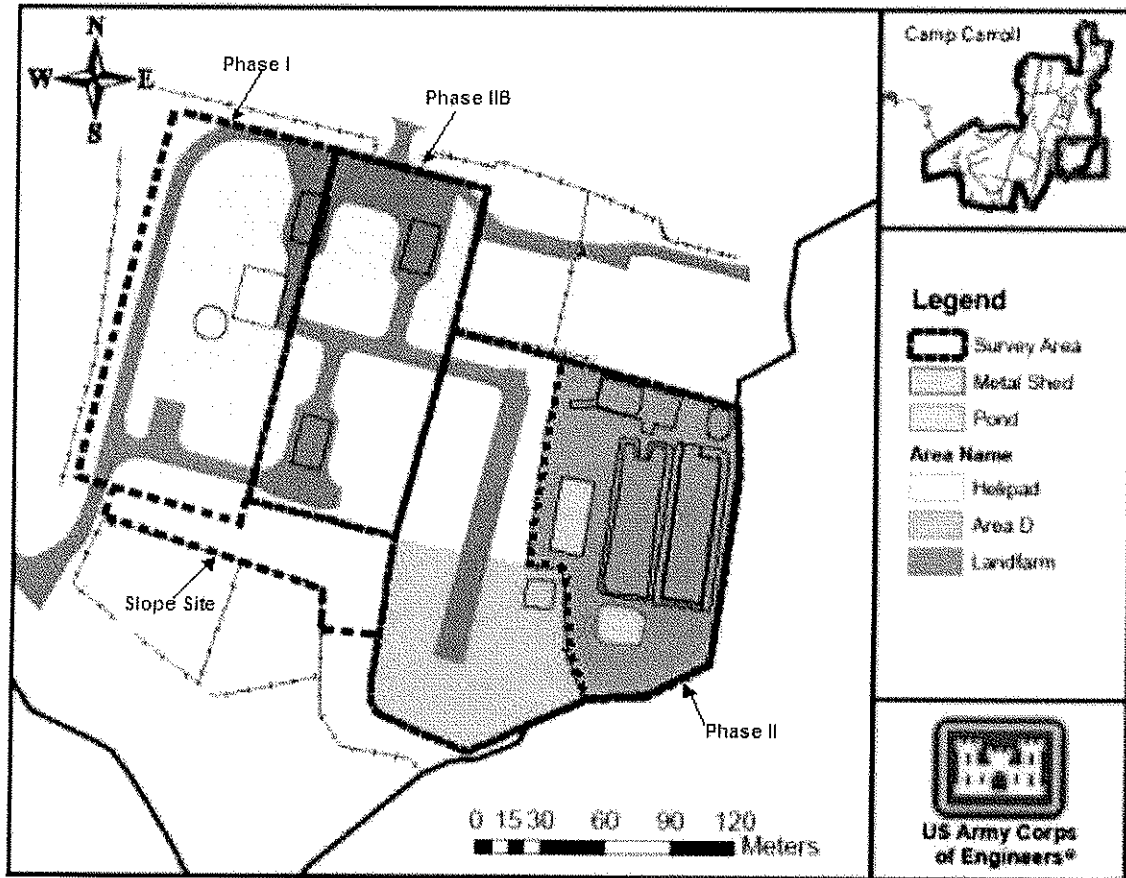 N
W E
S
Phase I
Phase IIB
Slope Site
Phase II
0 15 30 60 90 120
Meters
Camp Carroll
Legend
Survey Area
Metal Shed
Pond
Area Name
Helipad
Area D
Landfarm
US Army Corps
of Engineers®